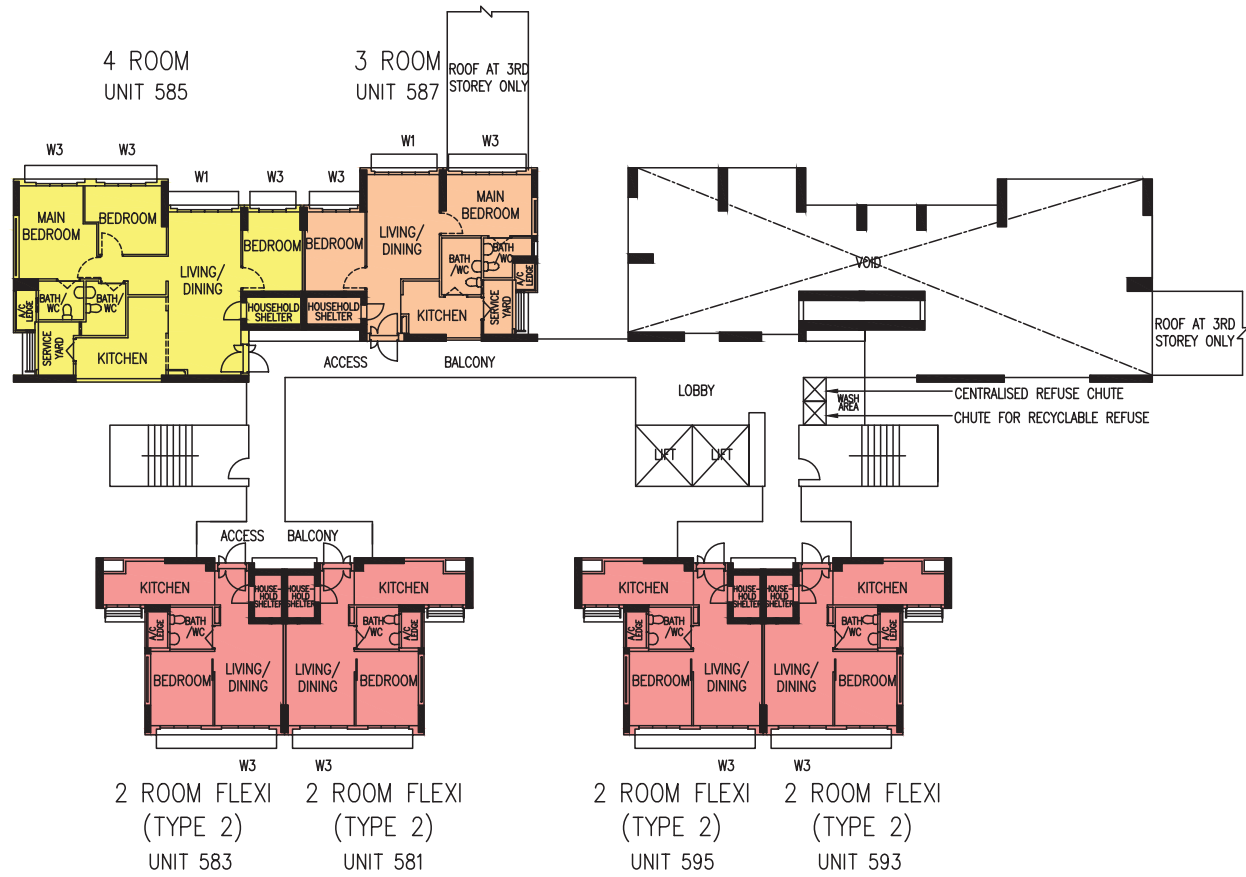 4 ROOM
UNIT 585
3 ROOM
UNIT 587
ROOF AT 3RD
STOREY ONLY
W3
W3
W1
W3
W3
W1
W3
MAIN
BEDROOM
BEDROOM
LIVING/
DINING
BEDROOM
BATH/
WC
BATH/
WC
A/C
LEDGE
SERVICE
YARD
KITCHEN
HOUSEHOLD
SHELTER
BEDROOM
LIVING/
DINING
MAIN
BEDROOM
BATH/
WC
BATH/
WC
A/C
LEDGE
HOUSEHOLD
SHELTER
KITCHEN
SERVICE
YARD
ACCESS
BALCONY
VOID
ROOF AT 3RD
STOREY ONLY
LOBBY
WASH
AREA
CENTRALISED REFUSE CHUTE
CHUTE FOR RECYCLABLE REFUSE
LIFT
LIFT
ACCESS
BALCONY
KITCHEN
HOUSE-
HOLD
SHELTER
HOUSE-
HOLD
SHELTER
KITCHEN
A/C
LEDGE
BATH
/WC
BATH
/WC
A/C
LEDGE
BEDROOM
LIVING/
DINING
LIVING/
DINING
BEDROOM
W3
W3
KITCHEN
HOUSE-
HOLD
SHELTER
HOUSE-
HOLD
SHELTER
KITCHEN
A/C
LEDGE
BATH
/WC
BATH
/WC
A/C
LEDGE
BEDROOM
LIVING/
DINING
LIVING/
DINING
BEDROOM
W3
W3
2 ROOM FLEXI
(TYPE 2)
UNIT 583
2 ROOM FLEXI
(TYPE 2)
UNIT 581
2 ROOM FLEXI
(TYPE 2)
UNIT 595
2 ROOM FLEXI
(TYPE 2)
UNIT 593